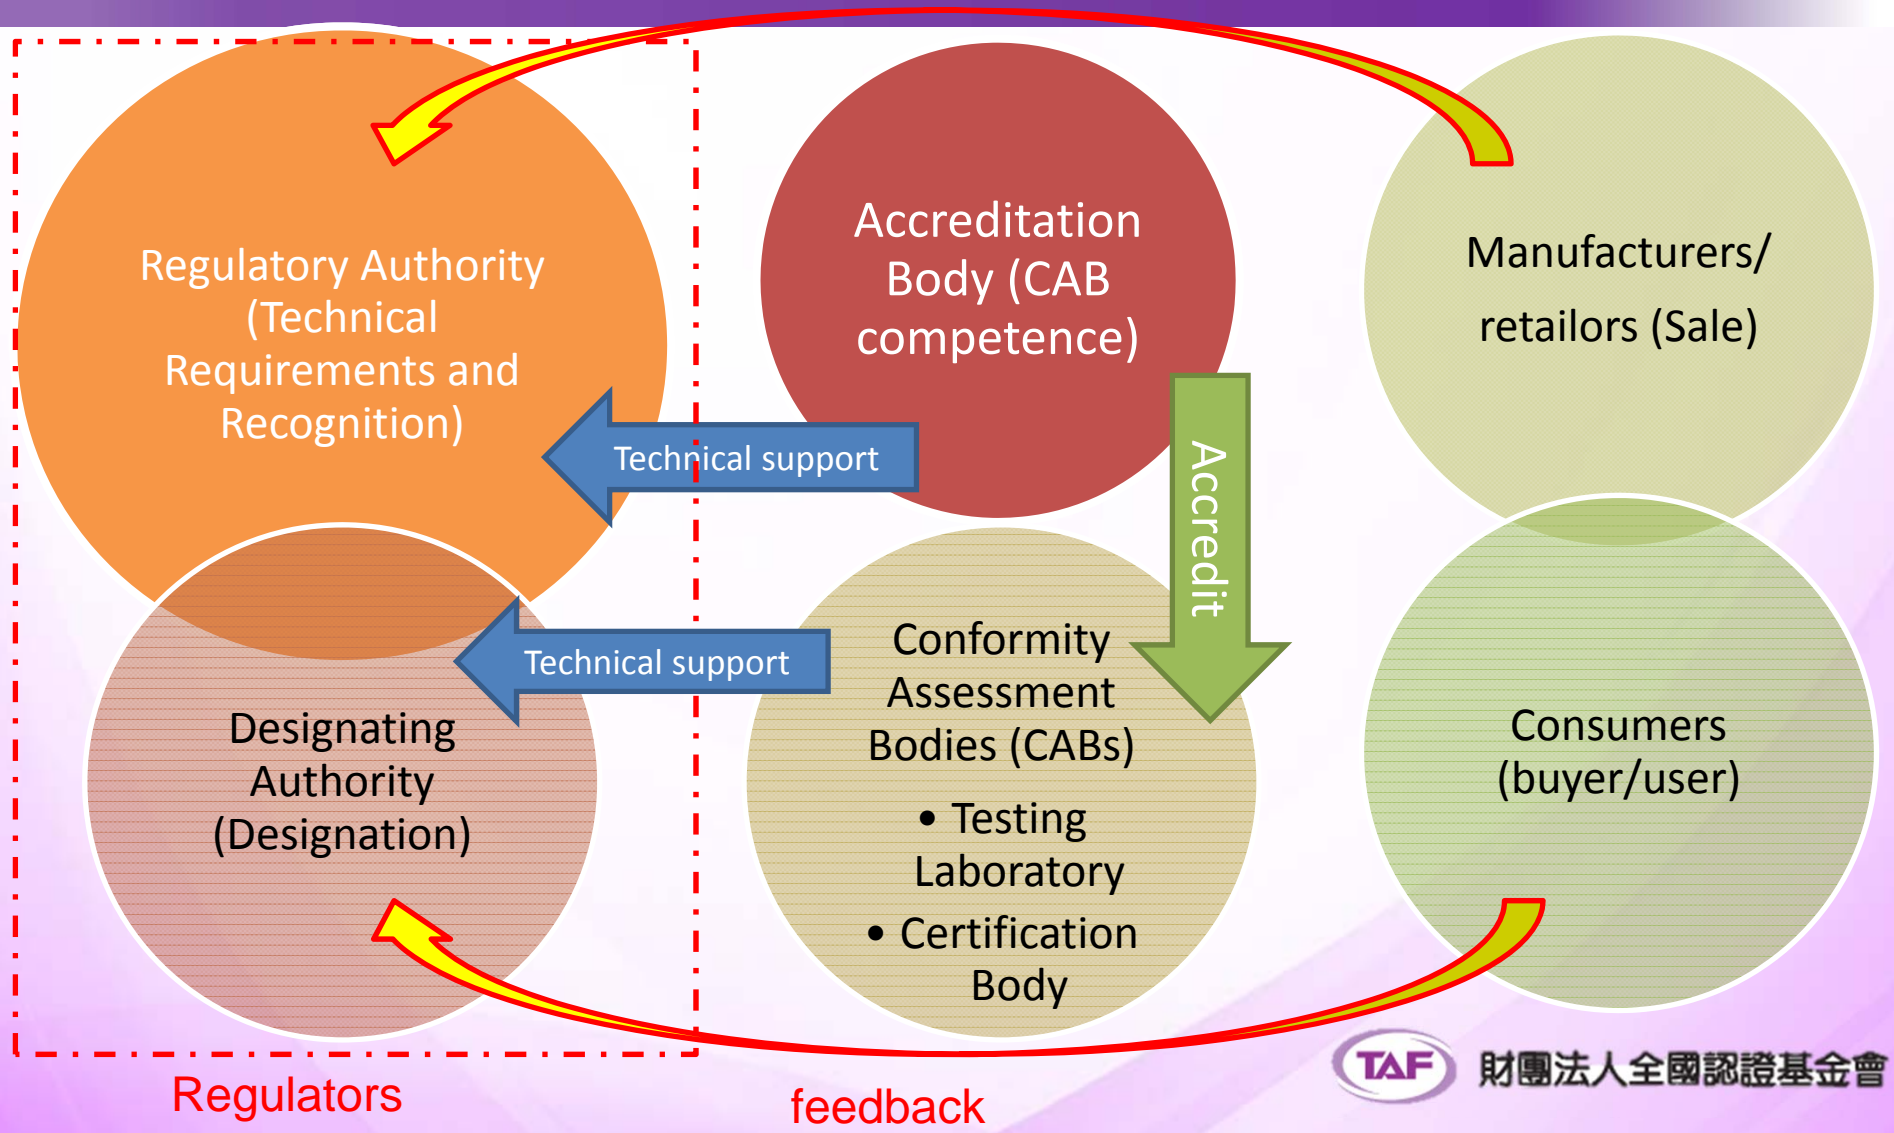 Regulatory Authority
(Technical
Requirements and
Recognition)
Accreditation
Body (CAB
competence)
Manufacturers/
retailors (Sale)
Technical support
Accredit
Technical support
Designating
Authority
(Designation)
Conformity
Assessment
Bodies (CABs)
• Testing
Laboratory
• Certification
Body
Consumers
(buyer/user)
Regulators
feedback
TAF
財團法人全國認證基金會